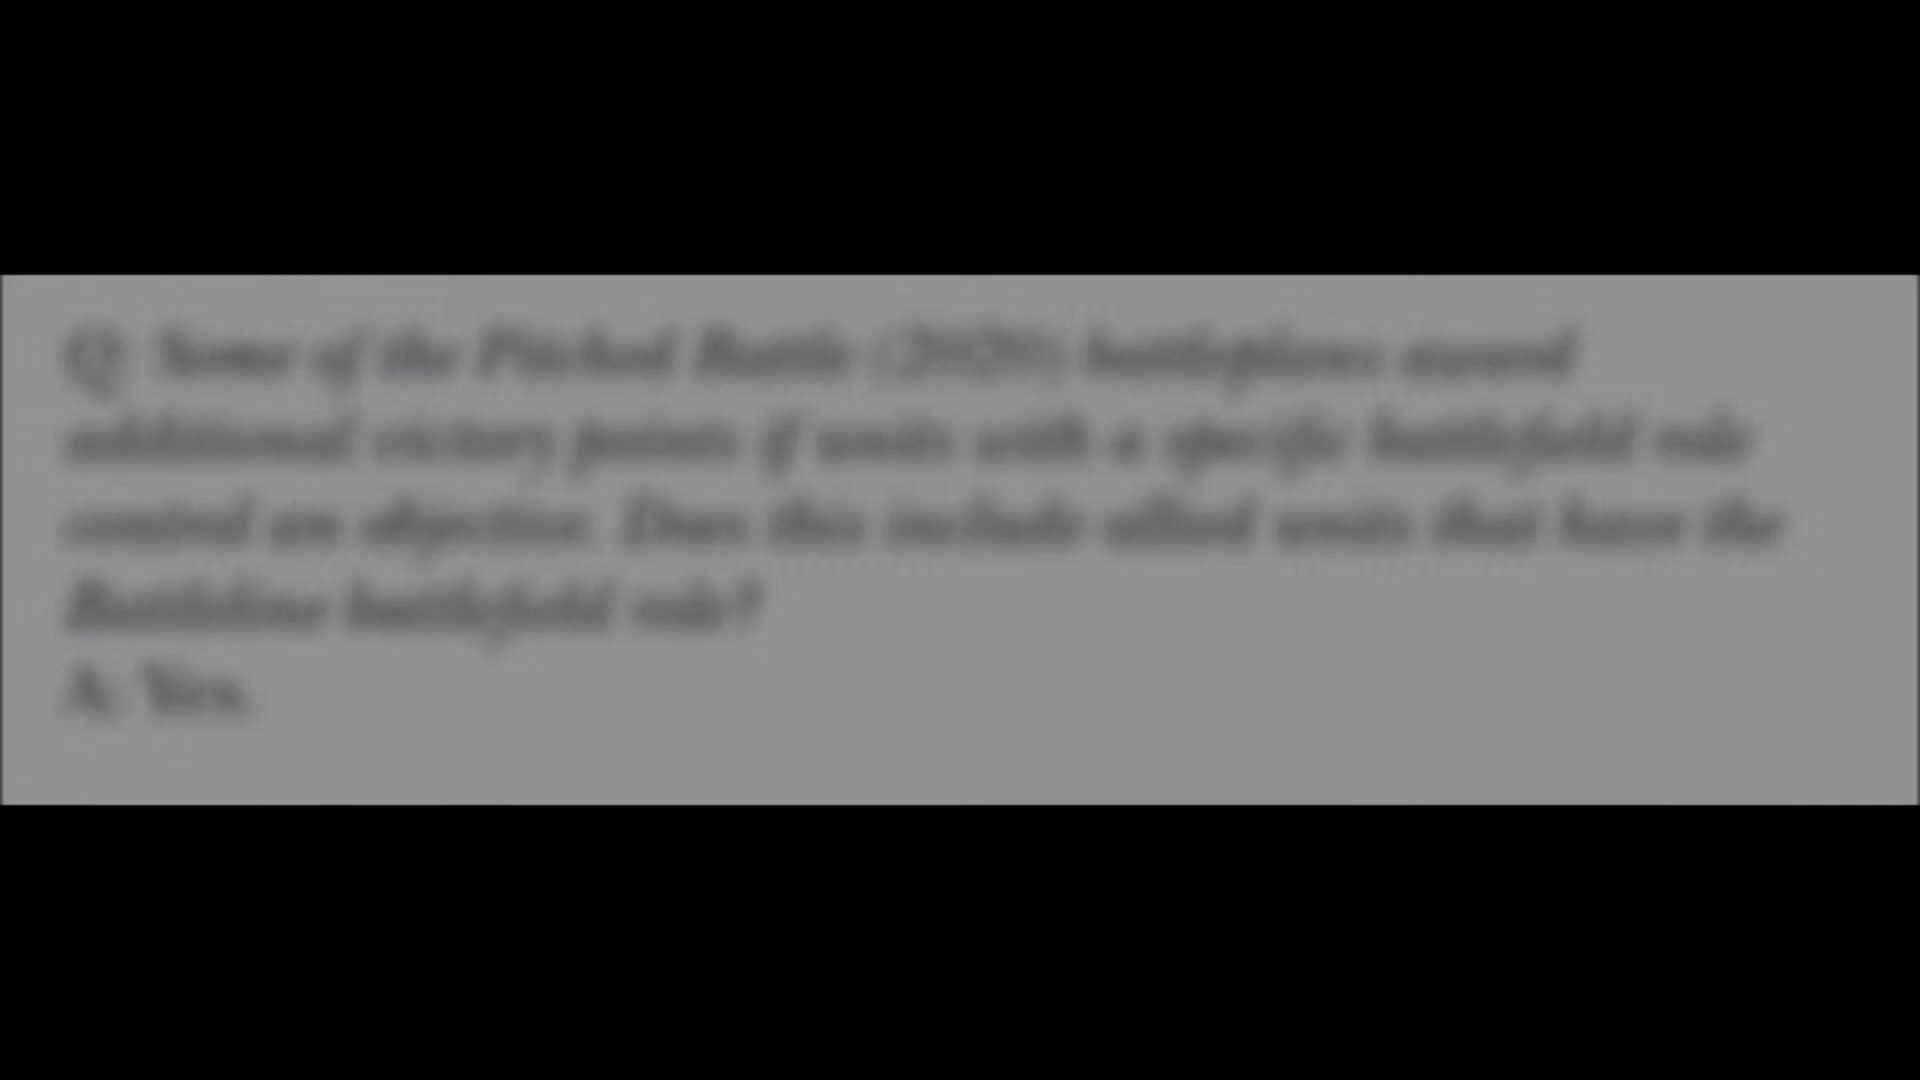 Q: Some of the Pitched Battle (2020) battleplans award
additional victory points if units with a specific battlefield role
control an objective. Does this include allied units that have the
Battleline battlefield role?
A: Yes.